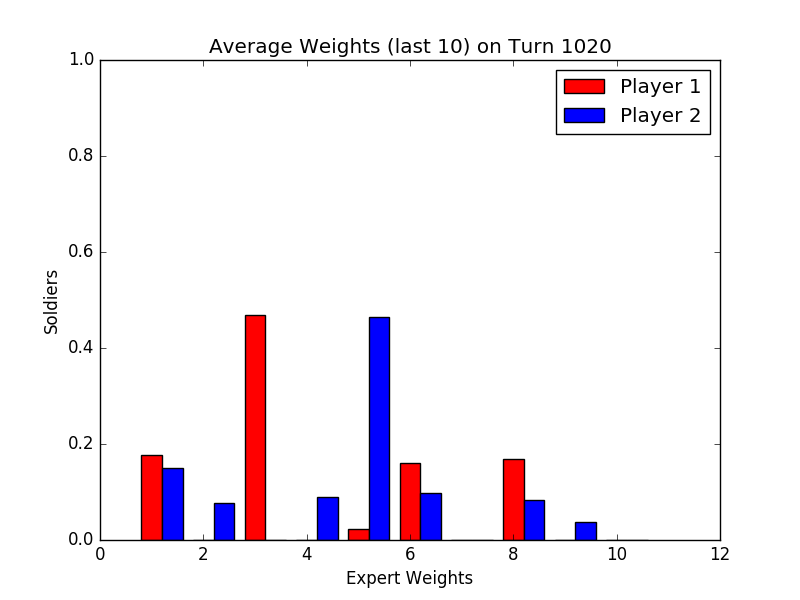 Average Weights (last 10) on Turn 1020
1.0
Player 1
Player 2
0.8
0.6
Soldiers
0.4
0.2
0.0
0 2 4 6 8 10 12
Expert Weights